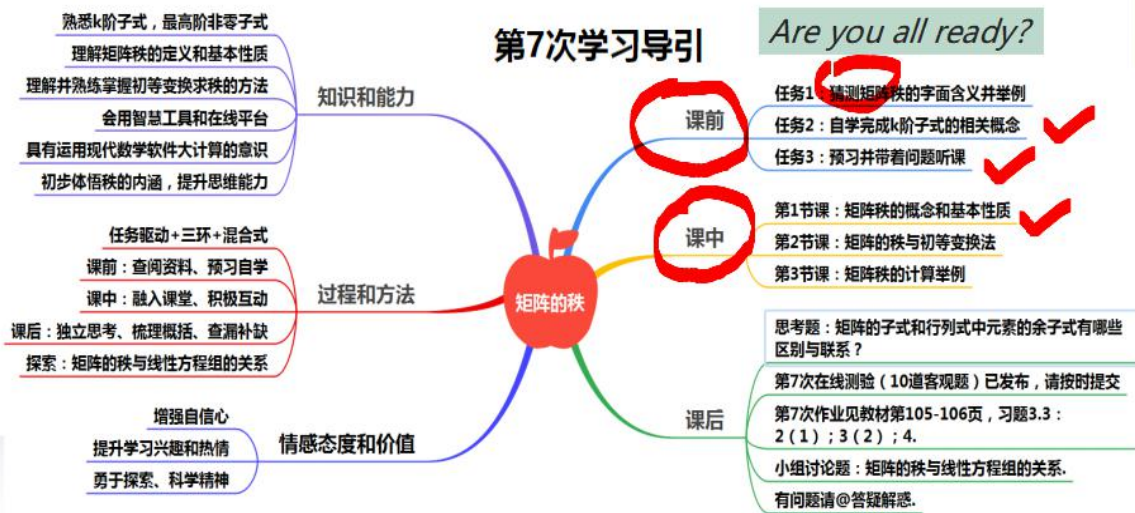 第7次学习导引
Are you all ready?
熟悉k阶子式，最高阶非零子式
理解矩阵秩的定义和基本性质
理解并熟练掌握初等变换求秩的方法
会用智慧工具和在线平台
具有运用现代数学软件大计算的意识
初步体悟秩的内涵，提升思维能力
知识和能力
任务驱动+三环+混合式
课前：查阅资料、预习自学
课中：融入课堂、积极互动
课后：独立思考、梳理概括、查漏补缺
探索：矩阵的秩与线性方程组的关系
过程和方法
增强自信心
提升学习兴趣和热情
勇于探索、科学精神
情感态度和价值
矩阵的秩
课前
任务1：猜测矩阵秩的字面含义并举例
任务2：自学完成k阶子式的相关概念
任务3：预习并带着问题听课
课中
第1节课：矩阵秩的概念和基本性质
第2节课：矩阵的秩与初等变换法
第3节课：矩阵秩的计算举例
课后
思考题：矩阵的子式和行列式中元素的余子式有哪些
区别与联系？
第7次在线测验（10道客观题）已发布，请按时提交
第7次作业见教材第105-106页，习题3.3：
2（1）；3（2）；4.
小组讨论题：矩阵的秩与线性方程组的关系.
有问题请@答疑解惑.